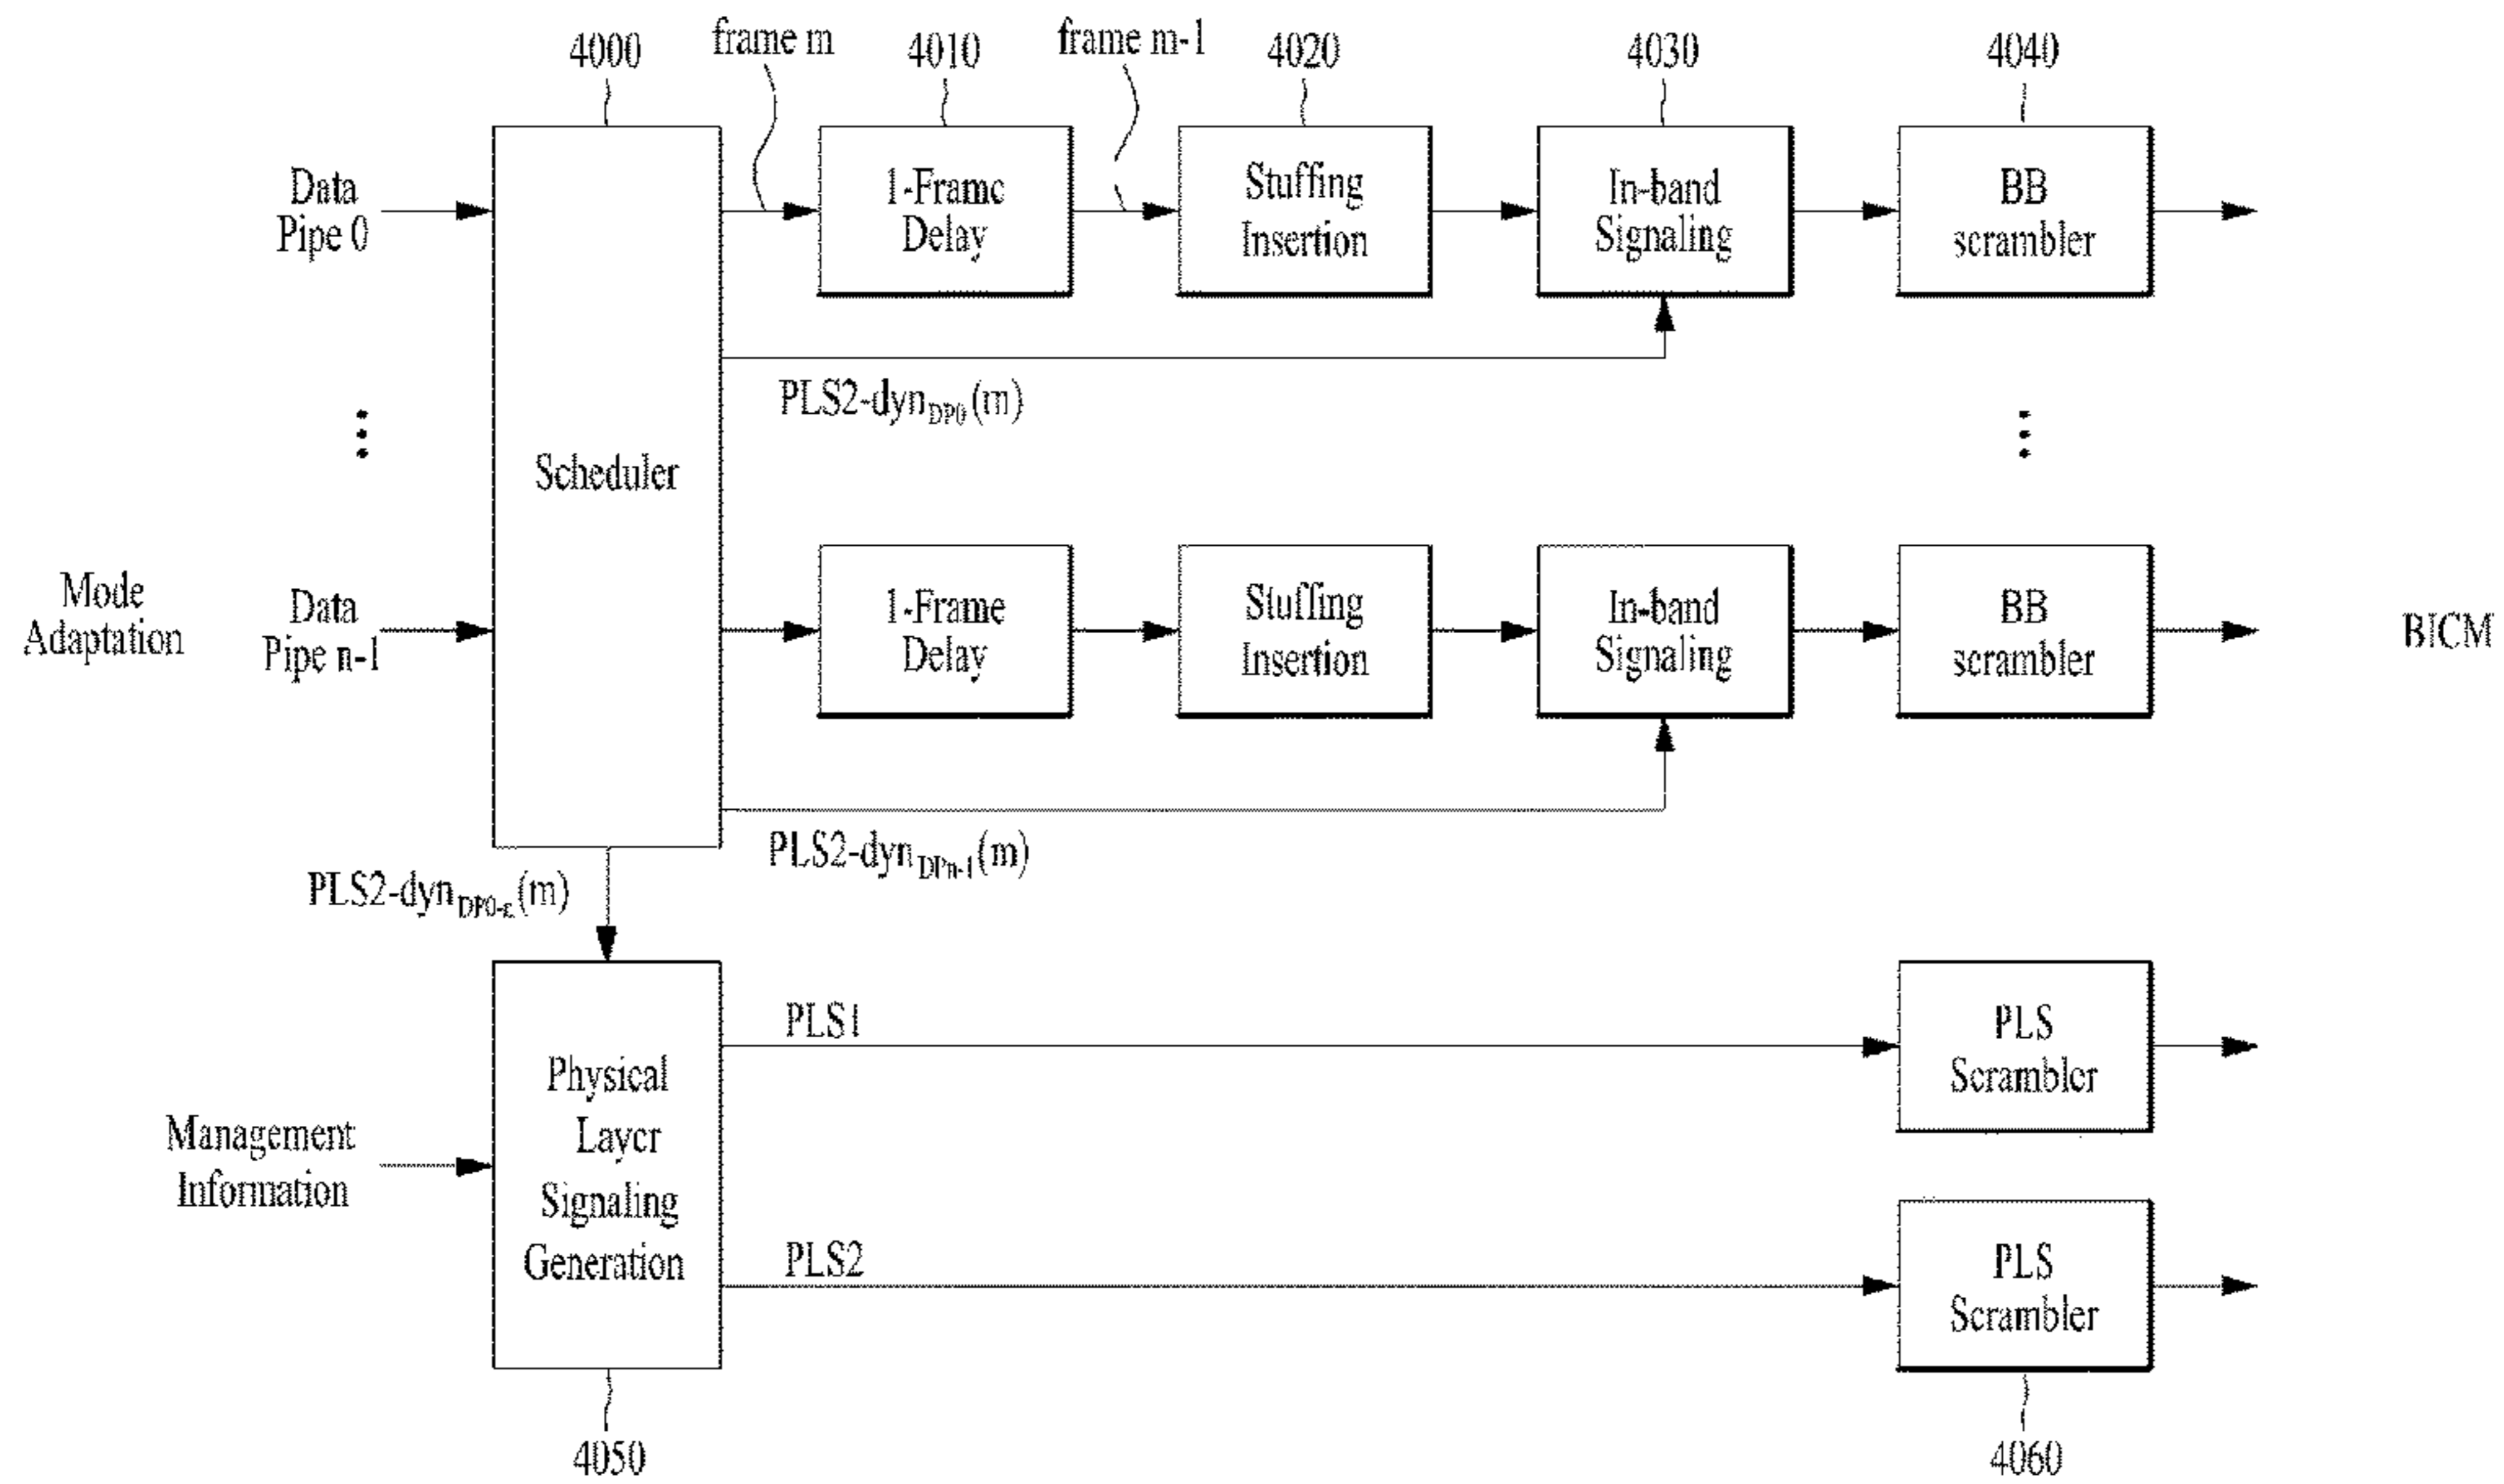 4000
frame m
4010
frame m-1
4020
4030
4040
Data
Pipe 0
1-Frame
Delay
Stuffing
Insertion
In-band
Signaling
BB
scrambler
PLS2-dynDP0(m)
Scheduler
Mode
Adaptation
Data
Pipe n-1
1-Frame
Delay
Stuffing
Insertion
In-band
Signaling
BB
scrambler
BICM
PLS2-dynDPn-1(m)
PLS2-dyn(m)
Management
Information
Physical
Layer
Signaling
Generation
PLS1
PLS
Scrambler
PLS2
PLS
Scrambler
4050
4060